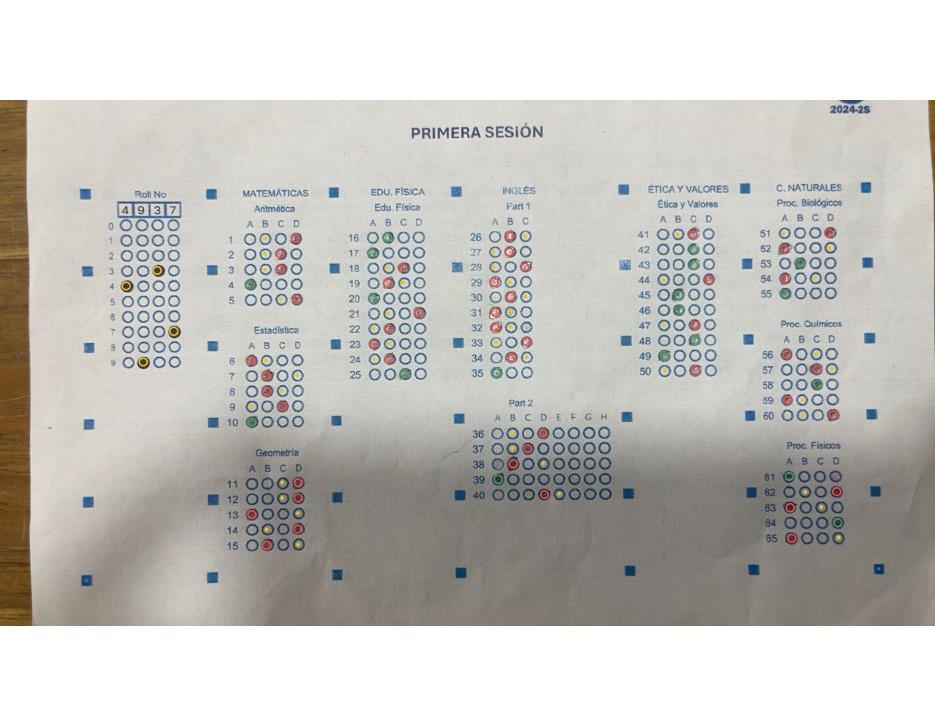 2024-2S
PRIMERA SESIÓN
Roll No
4 9 3 7
0
1
2
3
4
5
6
7
8
9
MATEMÁTICAS
Aritmética
A B C D
1
2
3
4
5
Estadística
A B C D
6
7
8
9
10
Geometría
A B C D
11
12
13
14
15
EDU. FÍSICA
Edu. Física
A B C D
16
17
18
19
20
21
22
23
24
25
INGLÉS
Part 1
A B C
26
27
28
29
30
31
32
33
34
35
Part 2
A B C D E F G H
36
37
38
39
40
ÉTICA Y VALORES
Ética y Valores
A B C D
41
42
43
44
45
46
47
48
49
50
C. NATURALES
Proc. Biológicos
A B C D
51
52
53
54
55
Proc. Químicos
A B C D
56
57
58
59
60
Proc. Físicos
A B C D
61
62
63
64
65